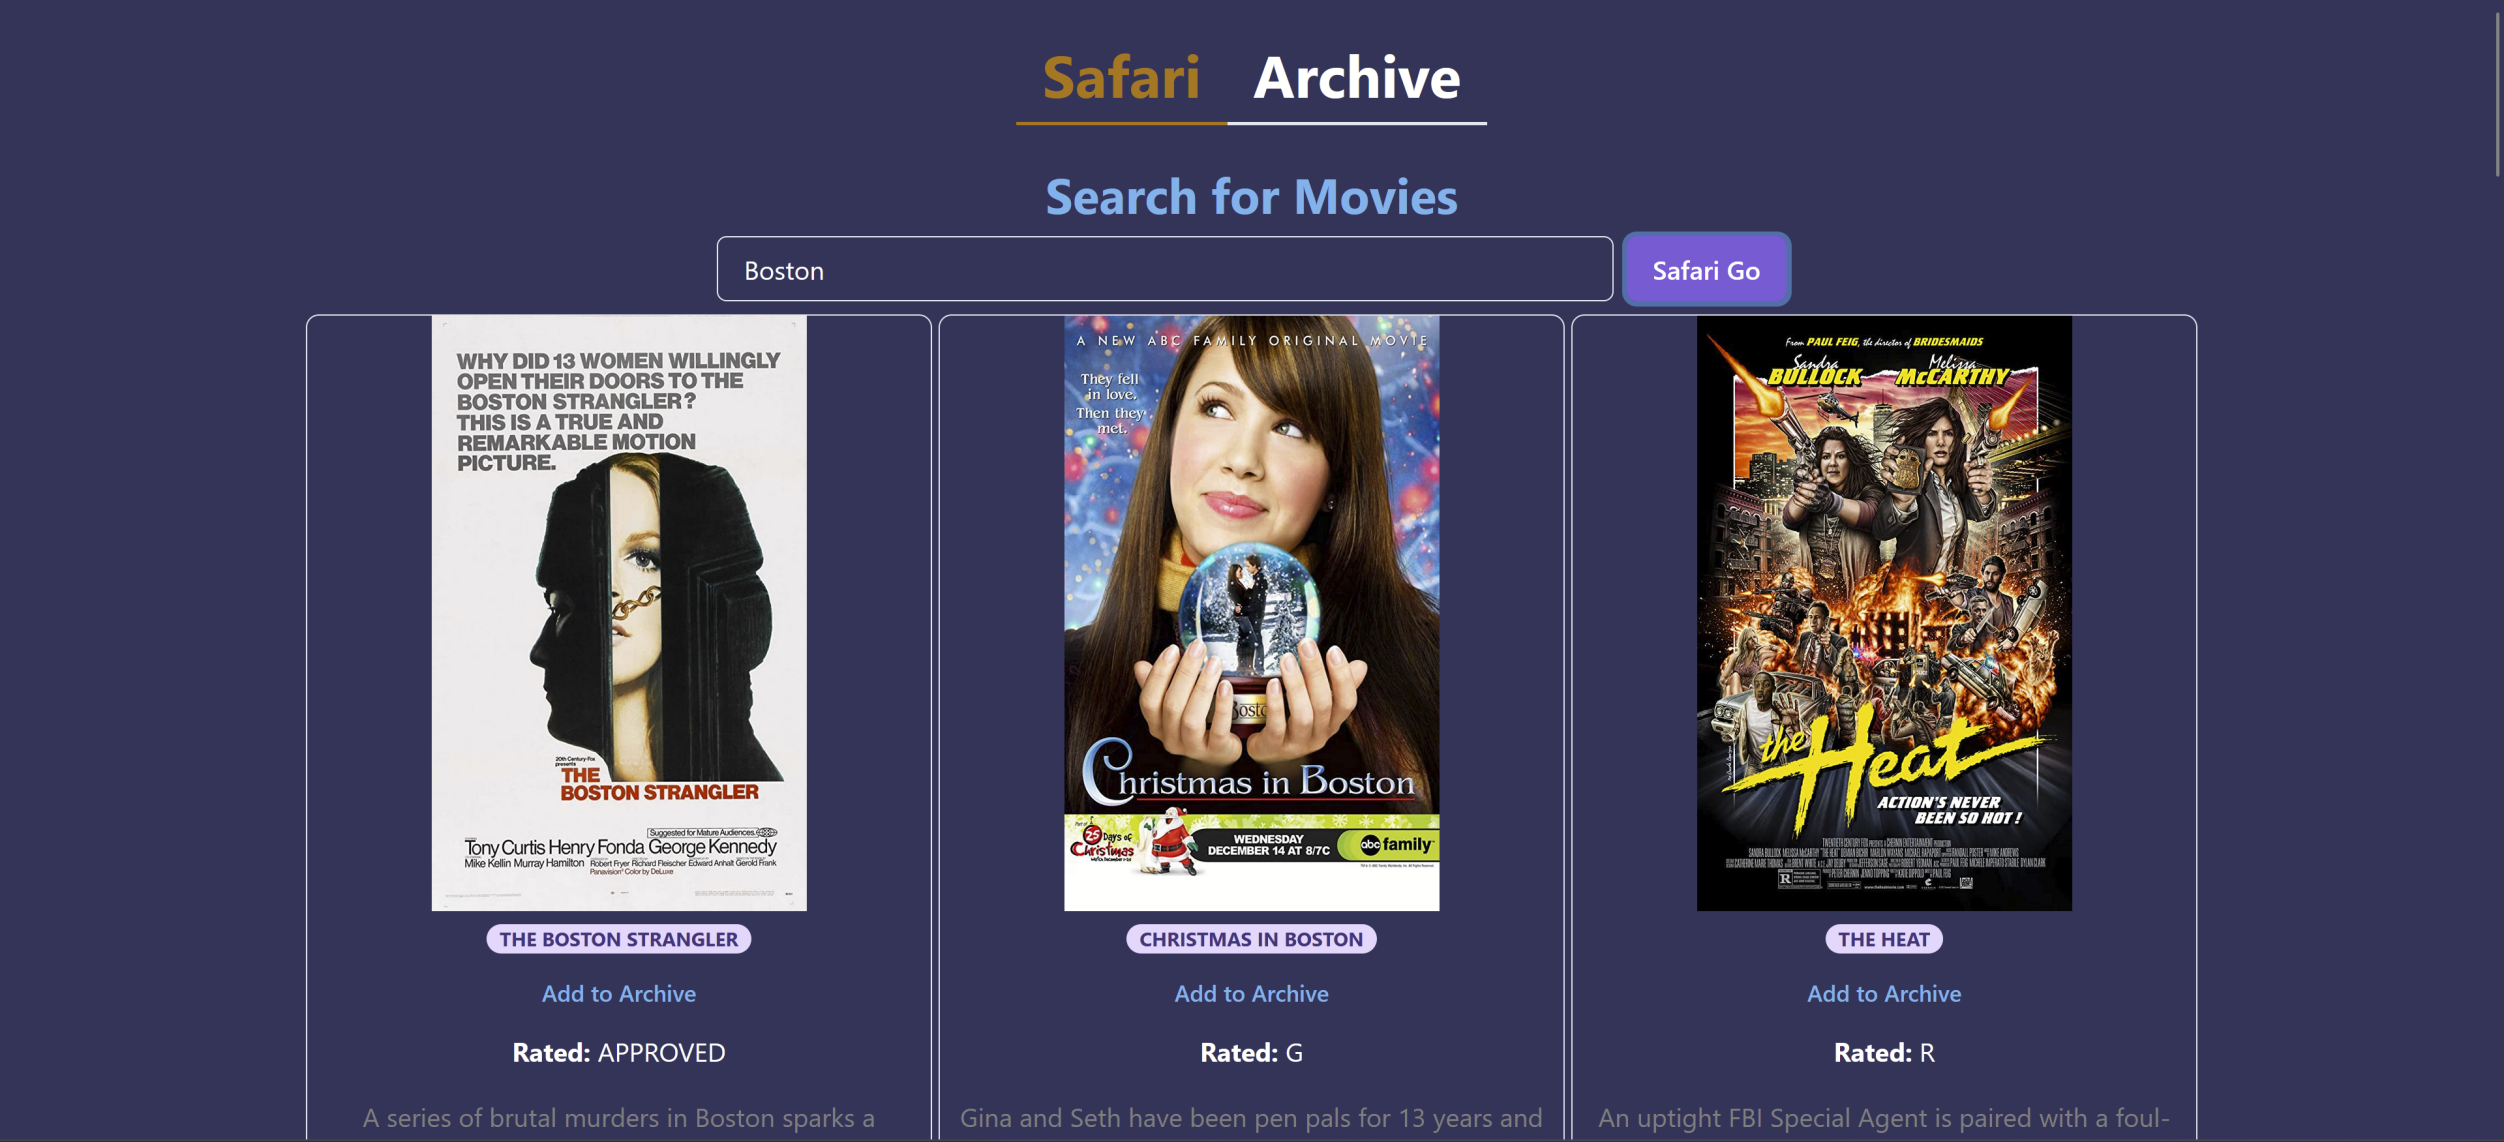 Safari
Archive
Search for Movies
Boston
Safari Go
WHY DID 13 WOMEN WILLINGLY
OPEN THEIR DOORS TO THE
BOSTON STRANGLER?
THIS IS A TRUE AND
REMARKABLE MOTION
PICTURE.
20th Century-Fox
presents
THE
BOSTON STRANGLER
Suggested for Mature Audiences.
Tony Curtis Henry Fonda George Kennedy
Mike Kellin Murray Hamilton Robert Fryer Richard Fleischer Edward Anhalt Gerold Frank
Panavision® Color by DeLuxe
THE BOSTON STRANGLER
Add to Archive
Rated: APPROVED
A series of brutal murders in Boston sparks a
A NEW ABC FAMILY ORIGINAL MOVIE
They fell
in love.
Then they
met.
Christmas in Boston
Part of
25 Days of
Christmas
WEDNESDAY
DECEMBER 14 AT 8/7C
abc family
CHRISTMAS IN BOSTON
Add to Archive
Rated: G
Gina and Seth have been pen pals for 13 years and
From PAUL FEIG, the director of BRIDESMAIDS
Sandra
BULLOCK
Melissa
McCARTHY
the Heat
ACTION'S NEVER
BEEN SO HOT!
R
THE HEAT
Add to Archive
Rated: R
An uptight FBI Special Agent is paired with a foul-